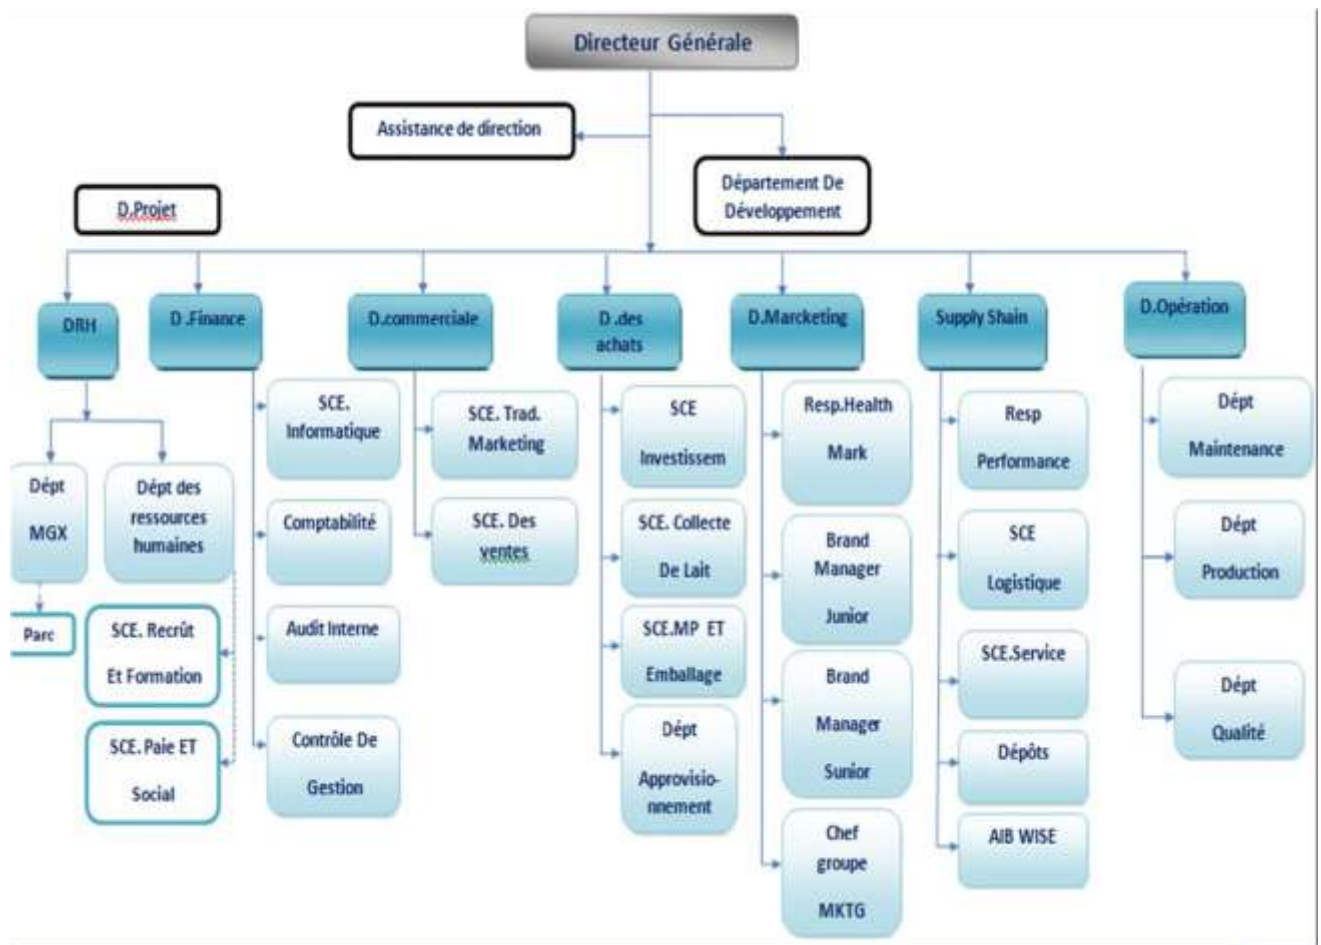 Directeur Générale
Assistance de direction
Département De
Développement
D.Projet
DRH
D .Finance
D.commerciale
D .des
achats
D.Marcketing
Supply Shain
D.Opération
Dépt
MGX
Parc
Dépt des
ressources
humaines
SCE. Recrût
Et Formation
SCE. Paie ET
Social
SCE.
Informatique
Comptabilité
Audit Interne
Contrôle De
Gestion
SCE. Trad.
Marketing
SCE. Des
ventes
SCE
Investissem
SCE. Collecte
De Lait
SCE.MP ET
Emballage
Dépt
Approvisio-
nnement
Resp.Health
Mark
Brand
Manager
Junior
Brand
Manager
Sunior
Chef
groupe
MKTG
Resp
Performance
SCE
Logistique
SCE.Service
Dépôts
AIB WISE
Dépt
Maintenance
Dépt
Production
Dépt
Qualité